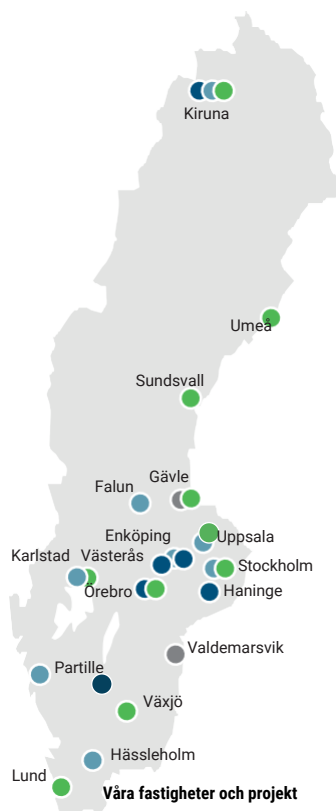 Kiruna
Umeå
Sundsvall
Gävle
Falun
Enköping
Uppsala
Karlstad
Västerås
Stockholm
Örebro
Haninge
Valdemarsvik
Partille
Växjö
Hässleholm
Lund
Våra fastigheter och projekt